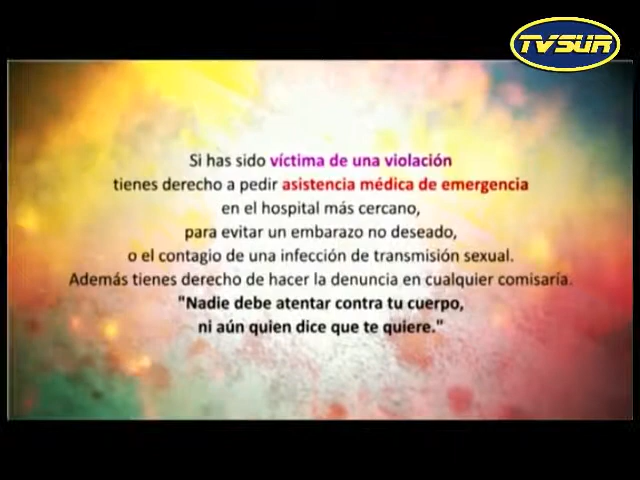 TVSUR
Si has sido víctima de una violación
tienes derecho a pedir asistencia médica de emergencia
en el hospital más cercano,
para evitar un embarazo no deseado,
o el contagio de una infección de transmisión sexual.
Además tienes derecho de hacer la denuncia en cualquier comisaría.
"Nadie debe atentar contra tu cuerpo,
ni aún quien dice que te quiere."